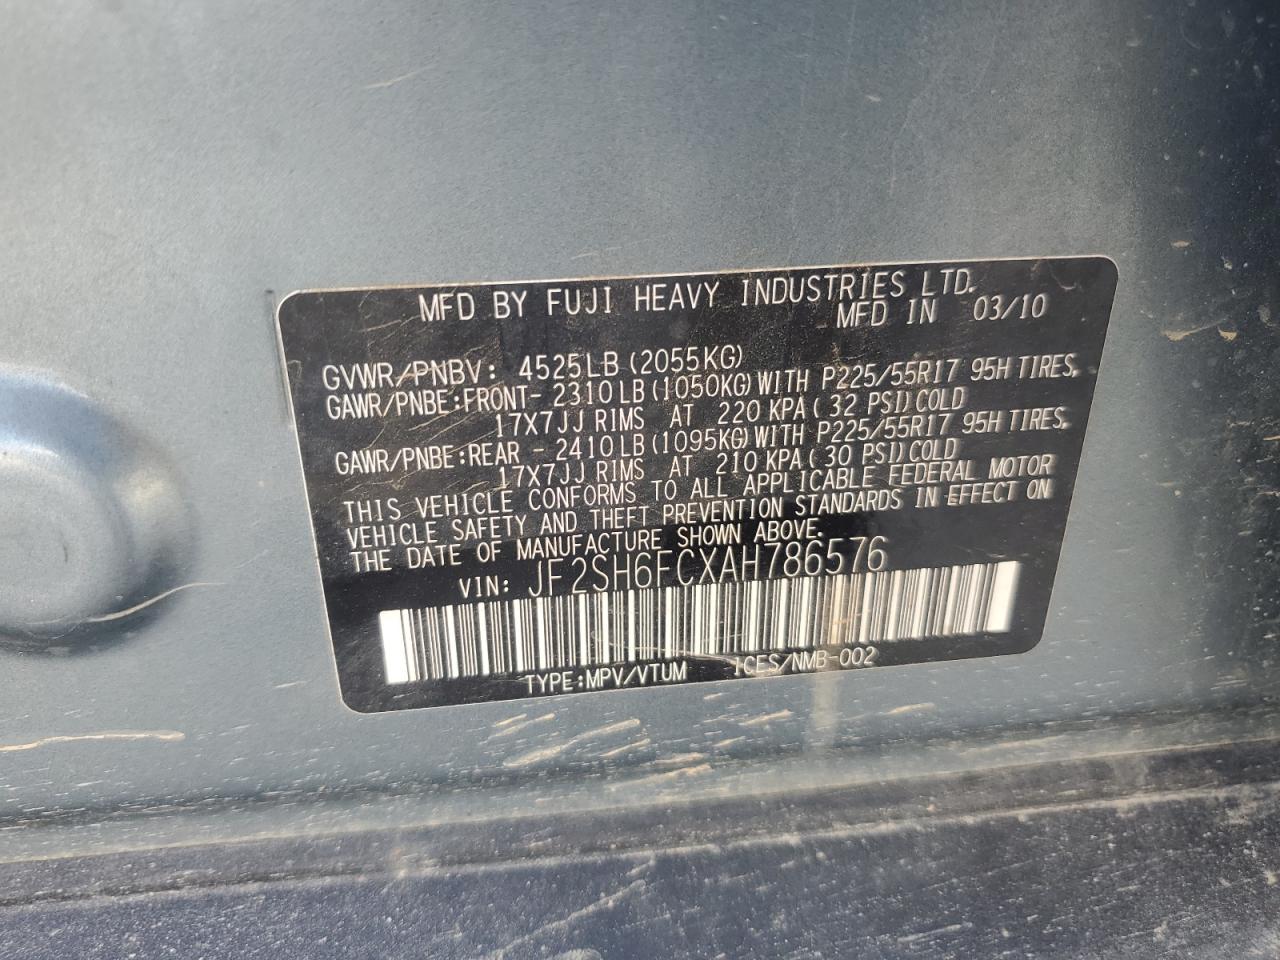 MFD BY FUJI HEAVY INDUSTRIES LTD.
MFD IN 03/10
GVWR/PNBV: 4525LB (2055KG)
GAWR/PNBE:FRONT- 2310LB (1050KG) WITH P225/55R17 95H TIRES,
17X7JJ RIMS AT 220 KPA( 32 PSI) COLD
GAWR/PNBE:REAR - 2410LB (1095KG) WITH P225/55R17 95H TIRES,
17X7JJ RIMS AT 210 KPA( 30 PSI) COLD
THIS VEHICLE CONFORMS TO ALL APPLICABLE FEDERAL MOTOR
VEHICLE SAFETY AND THEFT PREVENTION STANDARDS IN EFFECT ON
THE DATE OF MANUFACTURE SHOWN ABOVE.
VIN: JF2SH6FCXAH786576
TYPE:MPV/VTUM ICES/NMB-002